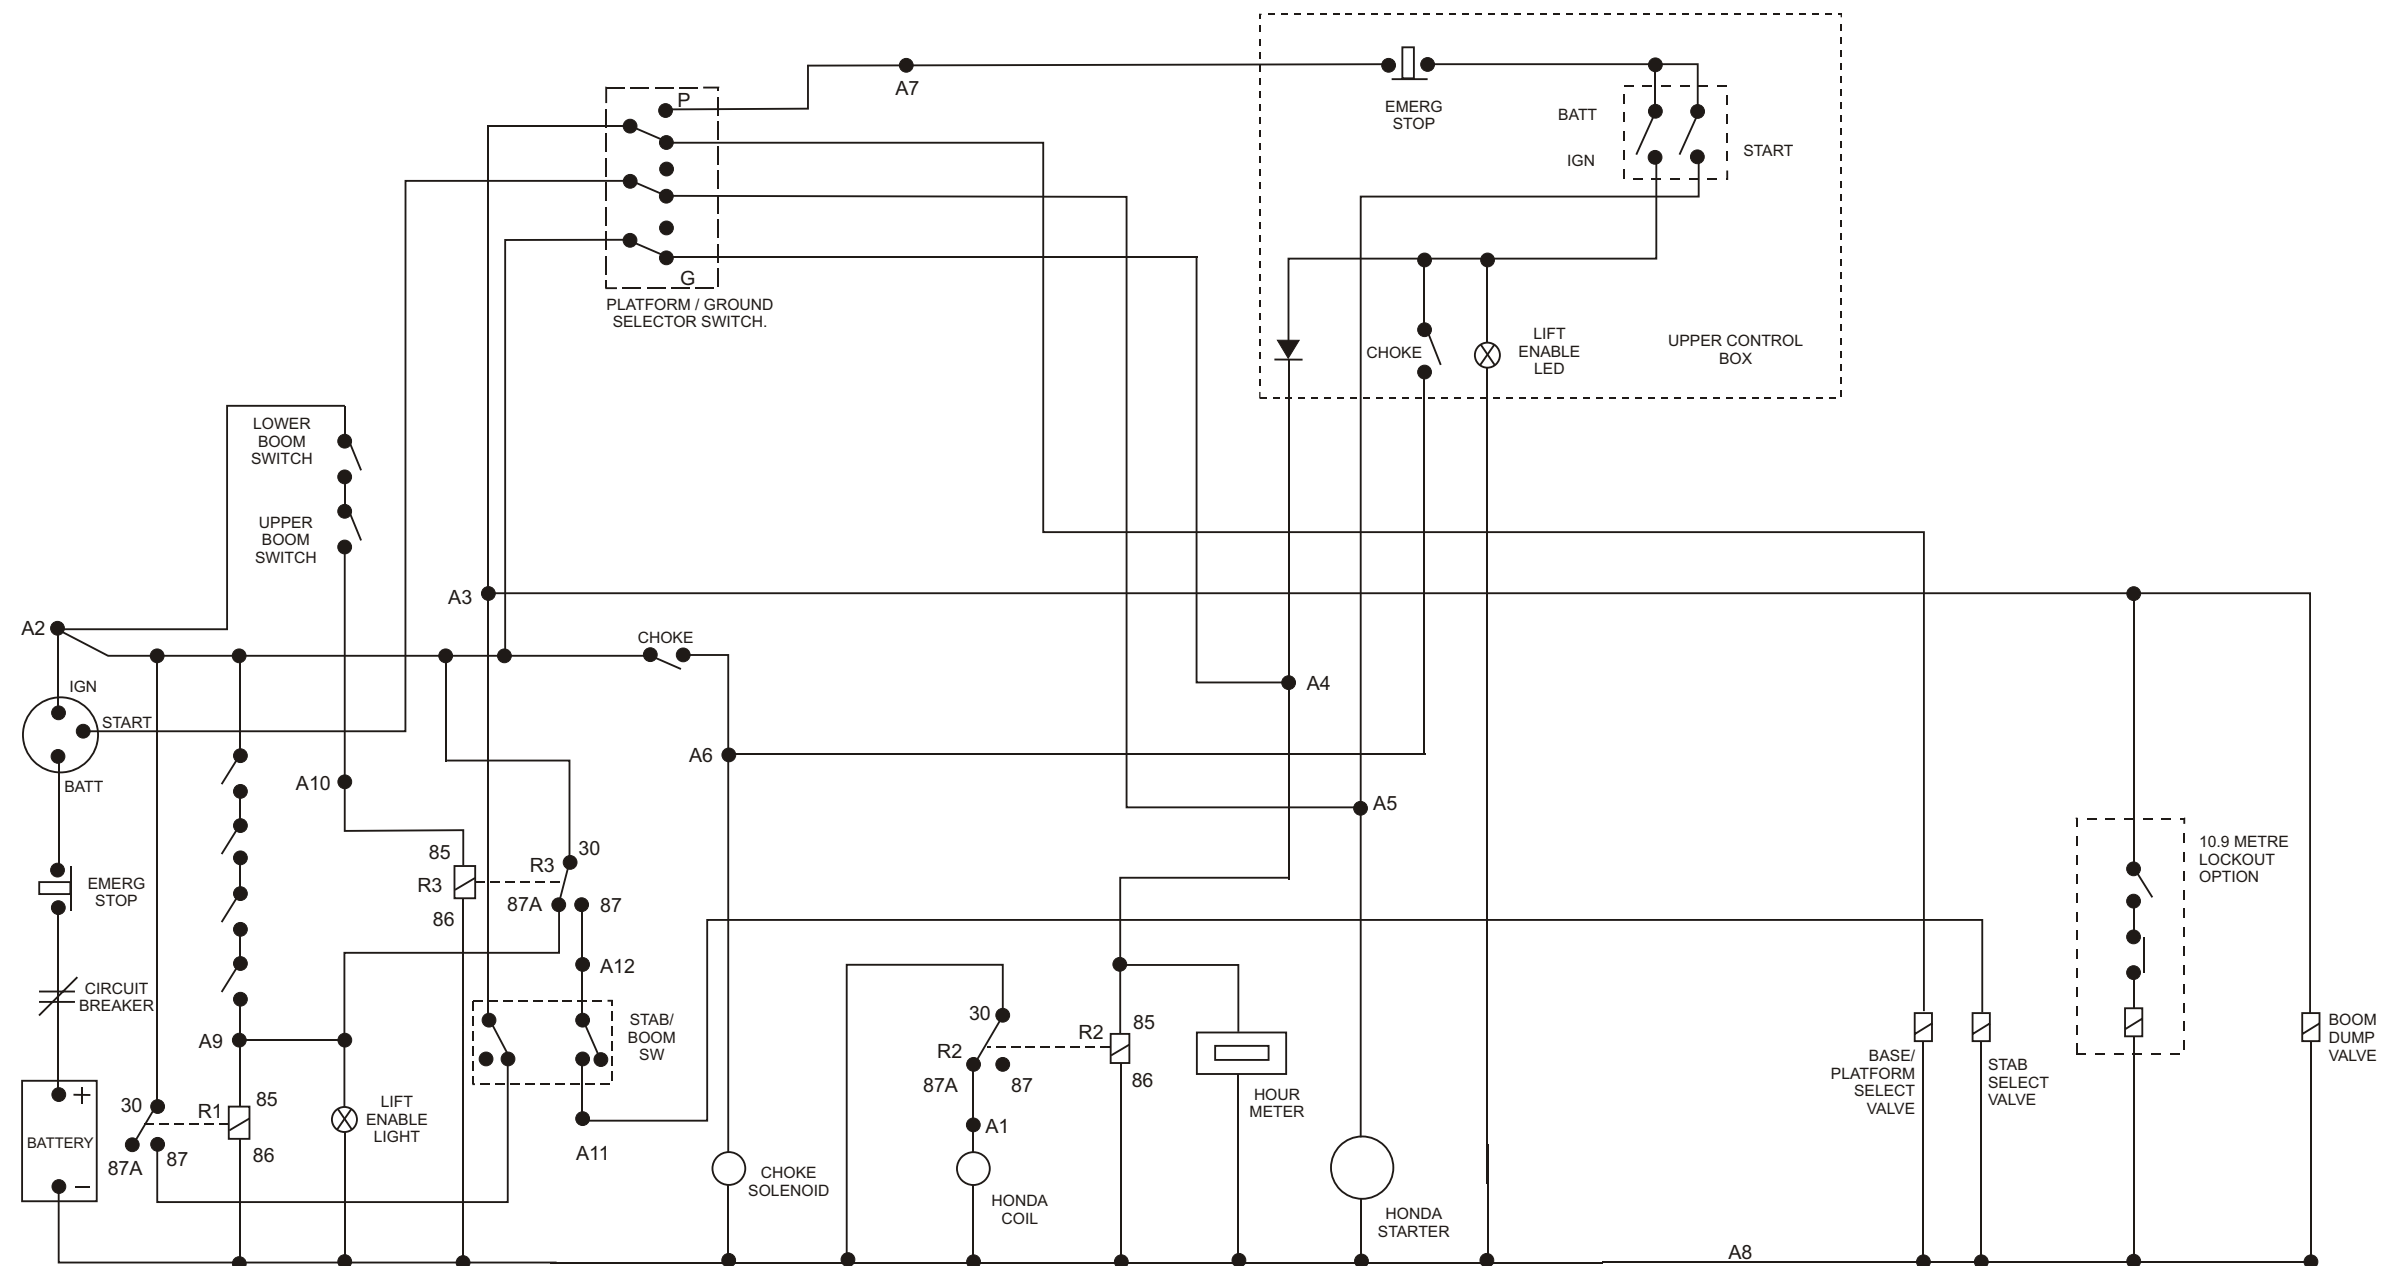 P
A7
EMERG
STOP
BATT
IGN
START
G
PLATFORM / GROUND
SELECTOR SWITCH.
CHOKE
LIFT
ENABLE
LED
UPPER CONTROL
BOX
LOWER
BOOM
SWITCH
UPPER
BOOM
SWITCH
A3
A2
CHOKE
IGN
START
BATT
A4
A6
A10
A5
EMERG
STOP
85
R3
86
R3
30
87A
87
10.9 METRE
LOCKOUT
OPTION
A12
CIRCUIT
BREAKER
A9
STAB/
BOOM
SW
30
R2
87A
87
R2
85
86
BASE/
PLATFORM
SELECT
VALVE
STAB
SELECT
VALVE
BOOM
DUMP
VALVE
+
BATTERY
–
30
R1
85
86
87A
87
LIFT
ENABLE
LIGHT
A11
A1
HOUR
METER
CHOKE
SOLENOID
HONDA
COIL
HONDA
STARTER
A8